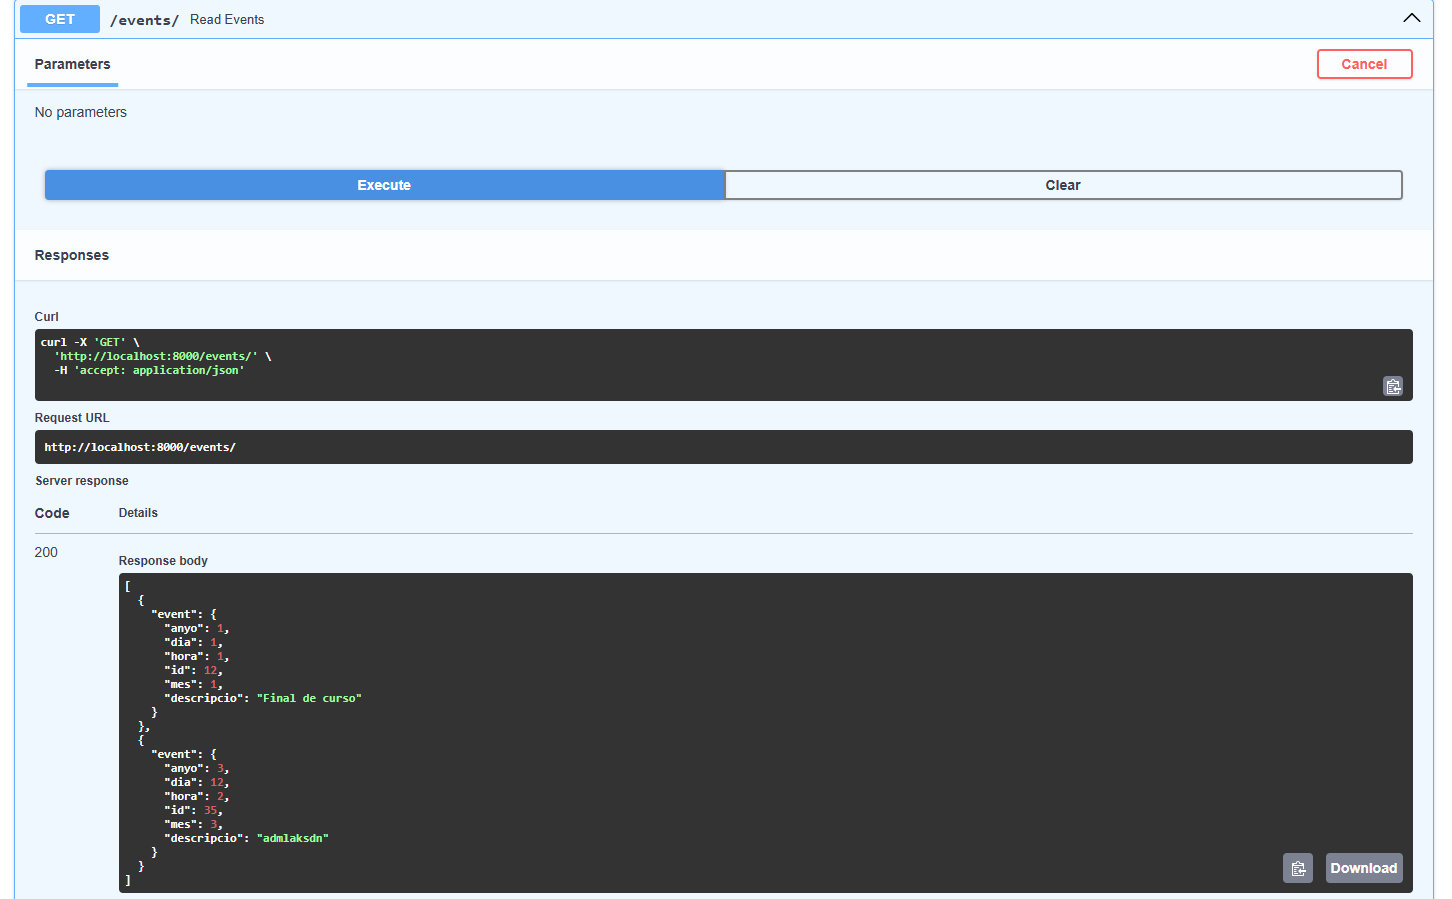 GET /events/ Read Events
Parameters
Cancel
No parameters
Execute
Clear
Responses
Curl
curl -X 'GET' \
  'http://localhost:8000/events/' \
  -H 'accept: application/json'
Request URL
http://localhost:8000/events/
Server response
Code Details
200
Response body
[
  {
    "event": {
      "anyo": 1,
      "dia": 1,
      "hora": 1,
      "id": 12,
      "mes": 1,
      "descripcio": "Final de curso"
    }
  },
  {
    "event": {
      "anyo": 3,
      "dia": 12,
      "hora": 2,
      "id": 35,
      "mes": 3,
      "descripcio": "admlaksdn"
    }
  }
]
Download